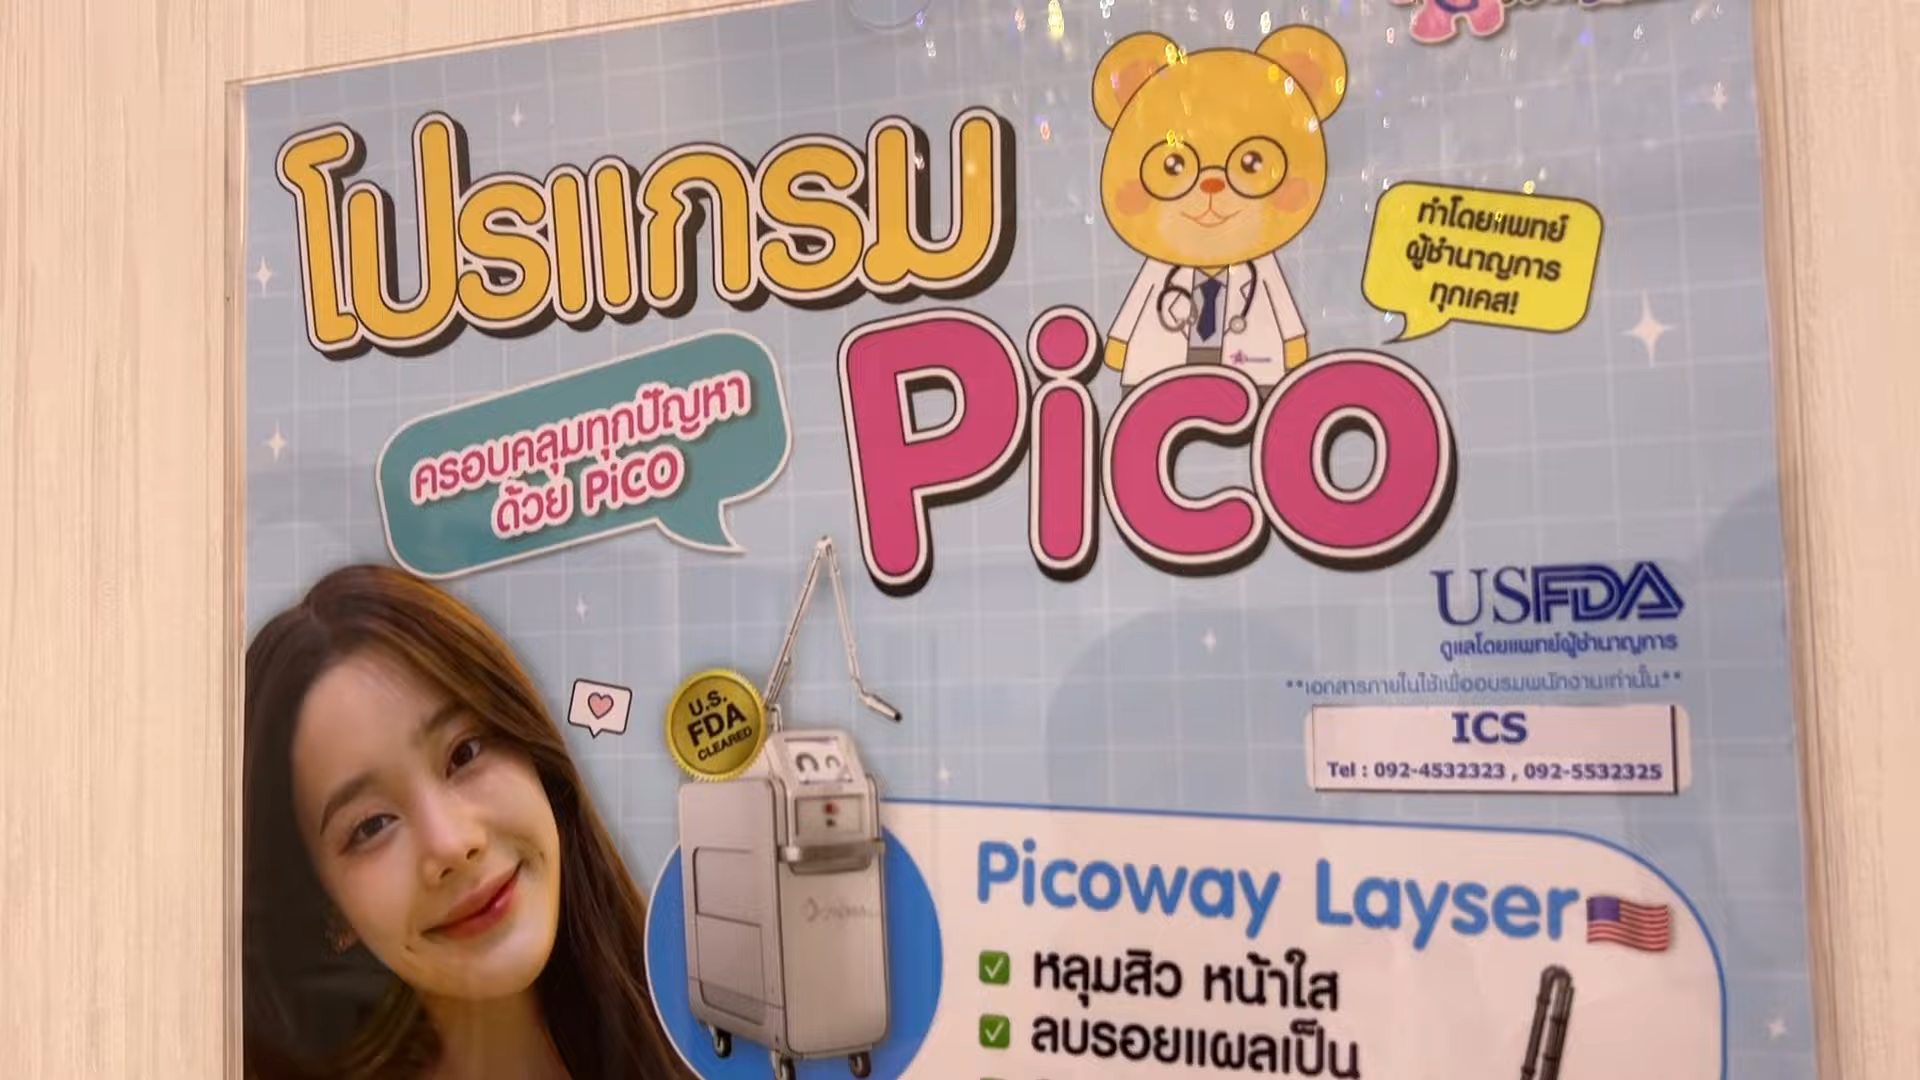 โปรแกรม
Pico
ทำโดยแพทย์
ผู้ชำนาญการ
ทุกเคส!
ครอบคลุมทุกปัญหา
ด้วย PiCO
USFDA
ดูแลโดยแพทย์ผู้ชำนาญการ
**เอกสารภายในใช้เพื่ออบรมพนักงานเท่านั้น**
ICS
Tel : 092-4532323 , 092-5532325
U.S.
FDA
CLEARED
Picoway Layser
หลุมสิว หน้าใส
ลบรอยแผลเป็น